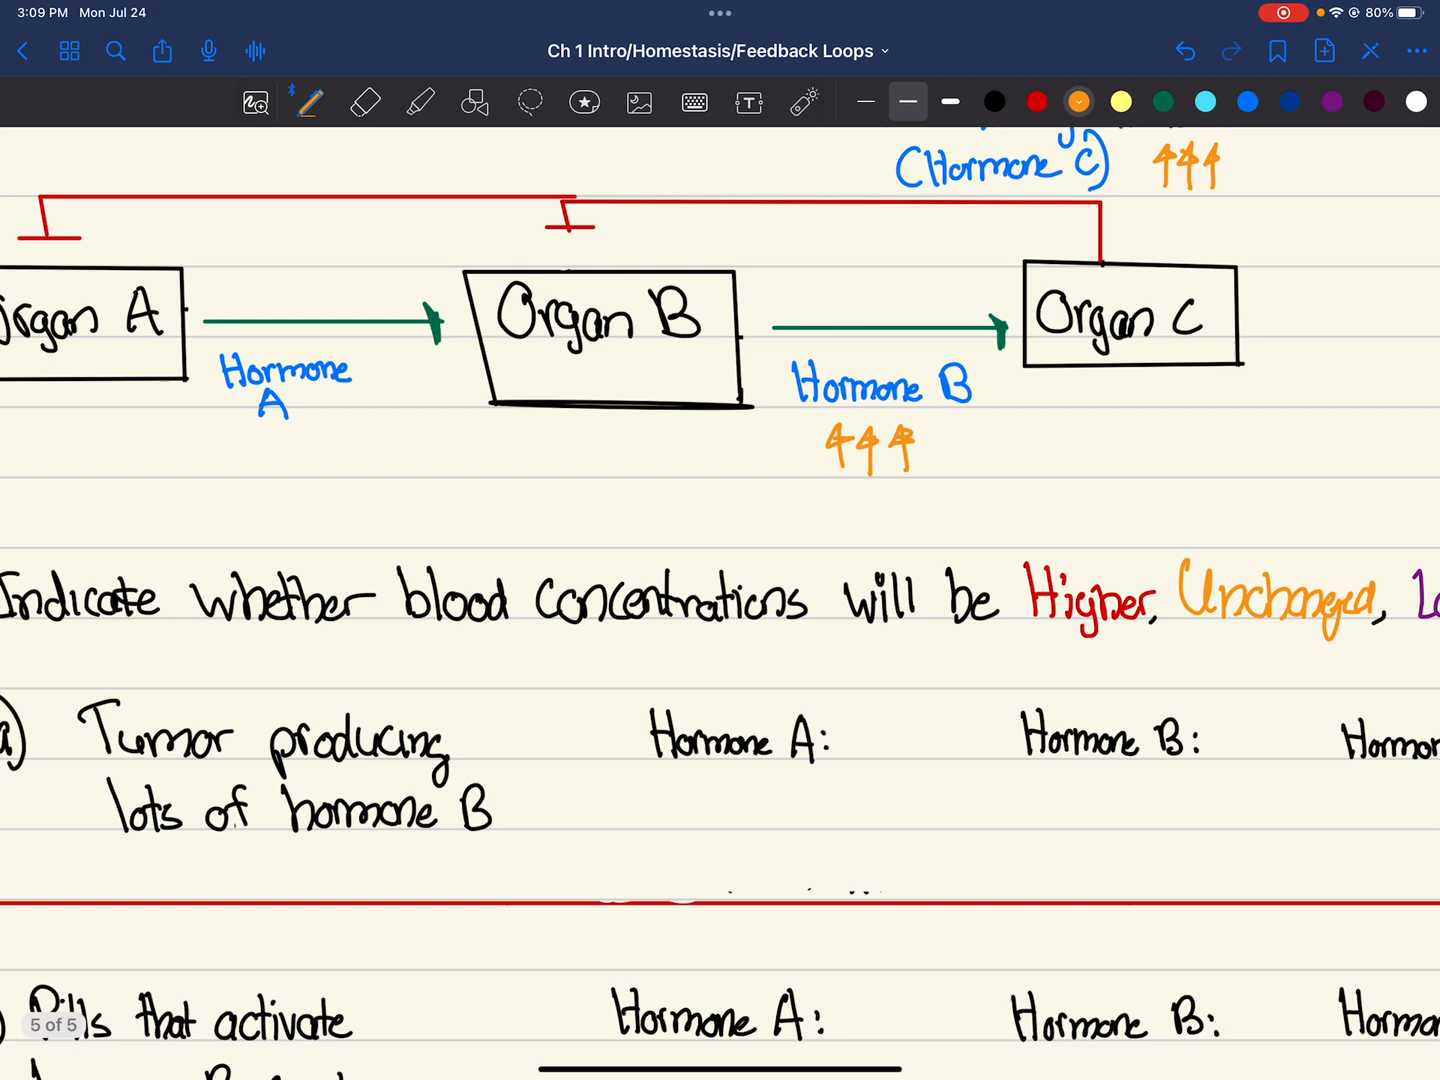 3:09 PM Mon Jul 24
80%
Ch 1 Intro/Homestasis/Feedback Loops
T
(Hormone C)
Organ A
Organ B
Organ C
Hormone
A
Hormone B
Indicate whether blood concentrations will be Higher, Unchanged,
a) Tumor producing
lots of hormone B
Hormone A:
Hormone B:
Hormon
Pills that activate
Hormone A:
Hormone B:
Hormo
5 of 5